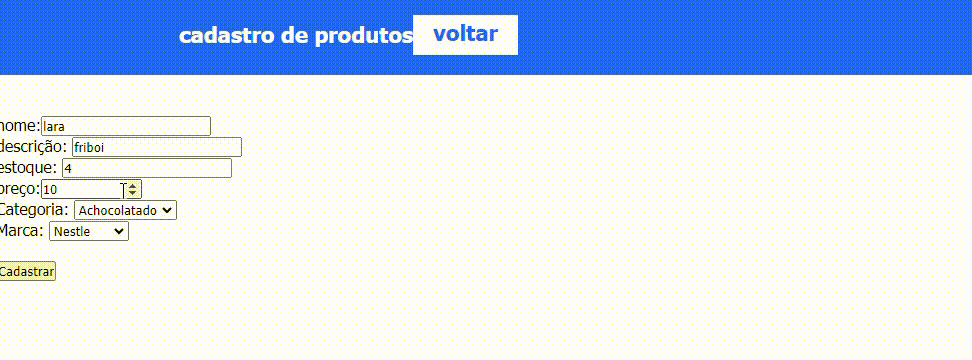 cadastro de produtos voltar
nome: lara
descrição: friboi
estoque: 4
preço: 10
Categoria: Achocolatado
Marca: Nestle
Cadastrar